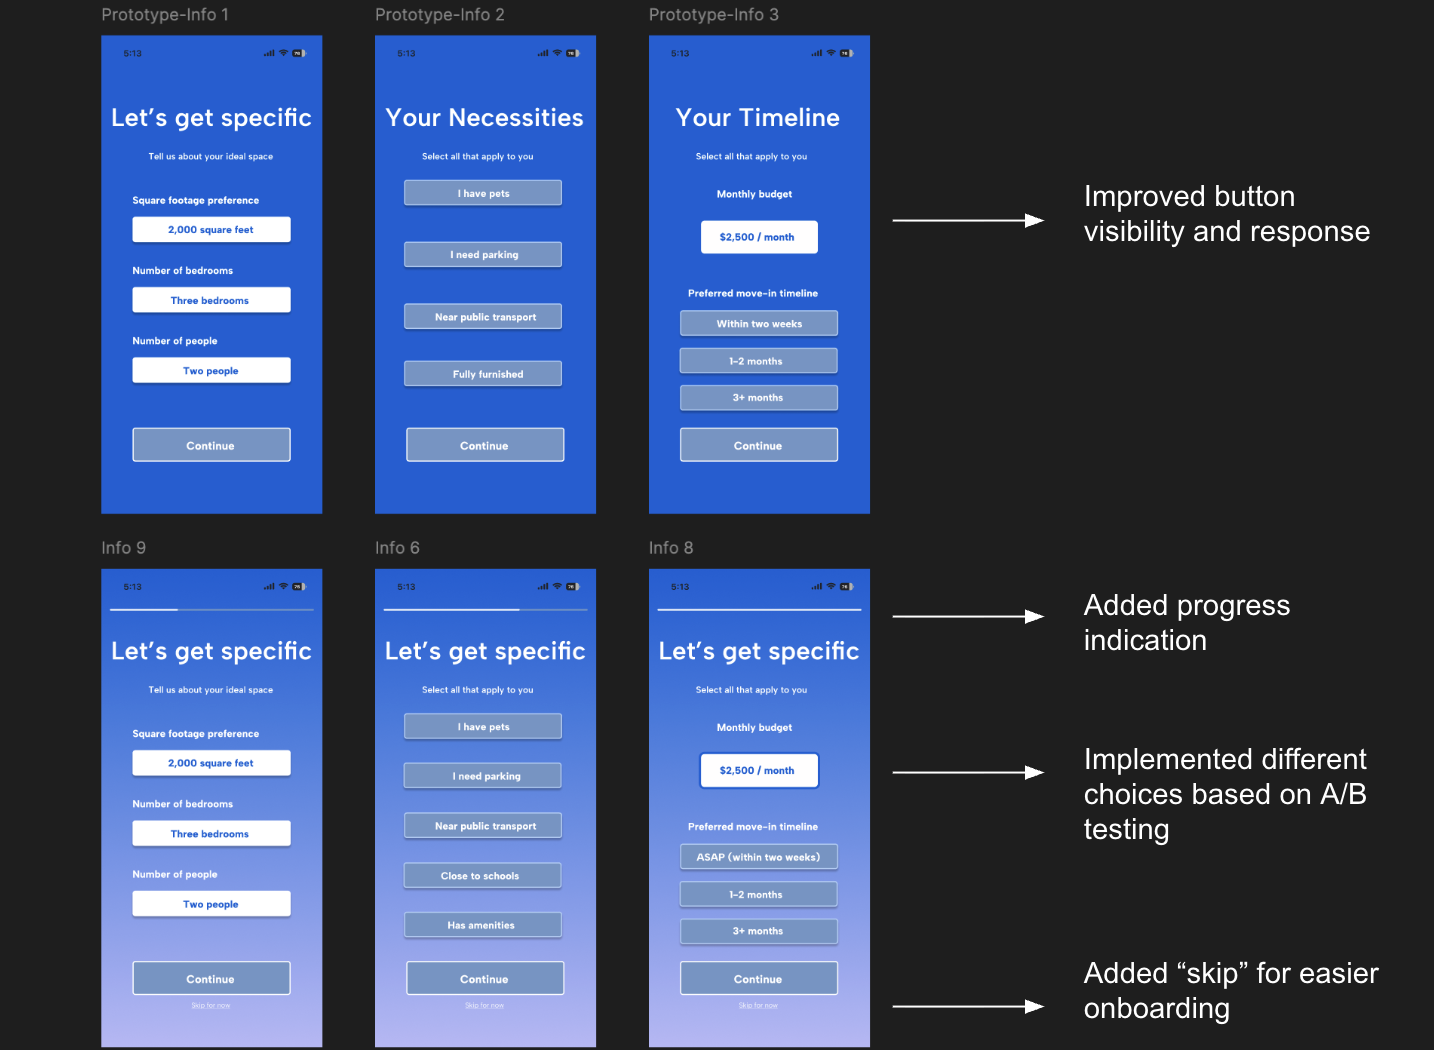 Prototype-Info 1
Prototype-Info 2
Prototype-Info 3
5:13
76
Let's get specific
Tell us about your ideal space
Square footage preference
2,000 square feet
Number of bedrooms
Three bedrooms
Number of people
Two people
Continue
5:13
76
Your Necessities
Select all that apply to you
I have pets
I need parking
Near public transport
Fully furnished
Continue
5:13
76
Your Timeline
Select all that apply to you
Monthly budget
$2,500 / month
Preferred move-in timeline
Within two weeks
1-2 months
3+ months
Continue
Improved button
visibility and response
Info 9
Info 6
Info 8
5:13
76
Let's get specific
Tell us about your ideal space
Square footage preference
2,000 square feet
Number of bedrooms
Three bedrooms
Number of people
Two people
Continue
Skip for now
5:13
76
Let's get specific
Select all that apply to you
I have pets
I need parking
Near public transport
Close to schools
Has amenities
Continue
Skip for now
5:13
76
Let's get specific
Select all that apply to you
Monthly budget
$2,500 / month
Preferred move-in timeline
ASAP (within two weeks)
1-2 months
3+ months
Continue
Skip for now
Added progress
indication
Implemented different
choices based on A/B
testing
Added “skip” for easier
onboarding